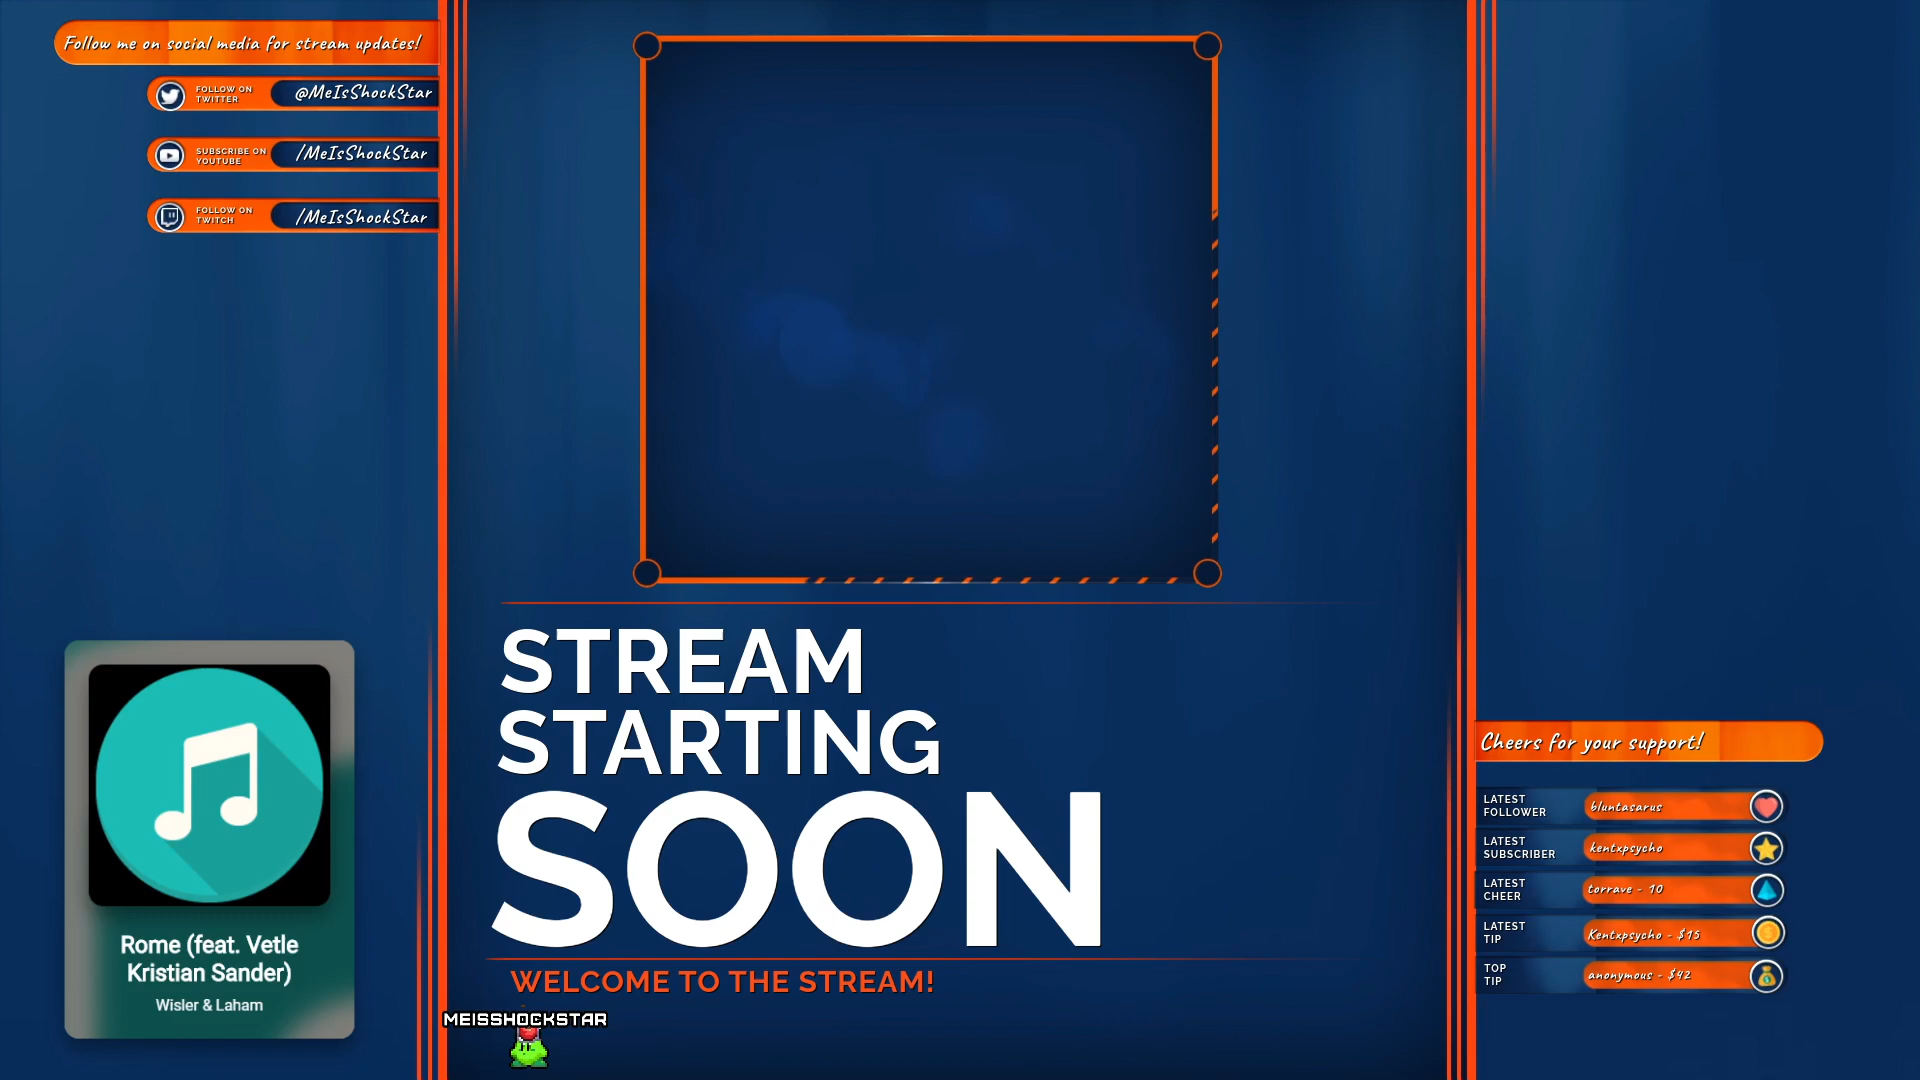 Follow me on social media for stream updates!
FOLLOW ON
TWITTER
@MeIsShockStar
SUBSCRIBE ON
YOUTUBE
/MeIsShockStar
FOLLOW ON
TWITCH
/MeIsShockStar
STREAM
STARTING
SOON
WELCOME TO THE STREAM!
MEISSHOCKSTAR
Rome (feat. Vetle
Kristian Sander)
Wisler & Laham
Cheers for your support!
LATEST
FOLLOWER
bluntasarus
LATEST
SUBSCRIBER
kentxpsycho
LATEST
CHEER
torrave - 10
LATEST
TIP
Kentxpsycho - $15
TOP
TIP
anonymous - $42